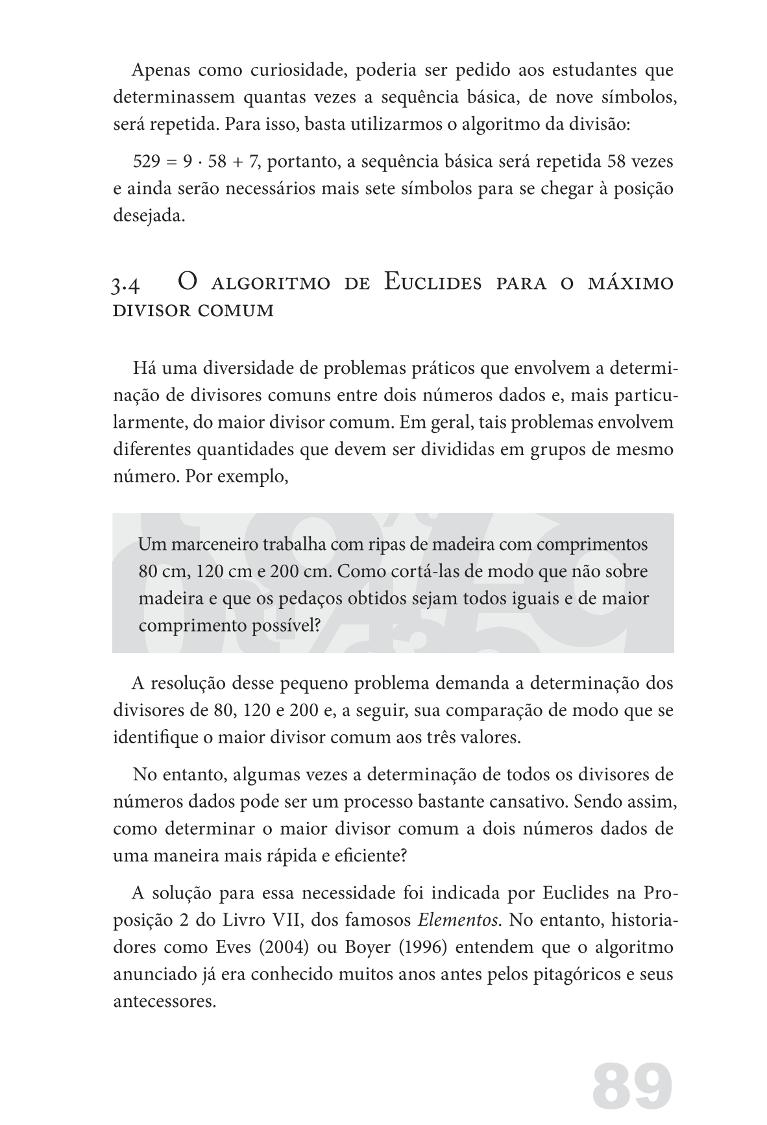 Apenas como curiosidade, poderia ser pedido aos estudantes que
determinassem quantas vezes a sequência básica, de nove símbolos,
será repetida. Para isso, basta utilizarmos o algoritmo da divisão:
529 = 9 · 58 + 7, portanto, a sequência básica será repetida 58 vezes
e ainda serão necessários mais sete símbolos para se chegar à posição
desejada.
3.4 O algoritmo de Euclides para o máximo
divisor comum
Há uma diversidade de problemas práticos que envolvem a determi-
nação de divisores comuns entre dois números dados e, mais particu-
larmente, do maior divisor comum. Em geral, tais problemas envolvem
diferentes quantidades que devem ser divididas em grupos de mesmo
número. Por exemplo,
Um marceneiro trabalha com ripas de madeira com comprimentos
80 cm, 120 cm e 200 cm. Como cortá-las de modo que não sobre
madeira e que os pedaços obtidos sejam todos iguais e de maior
comprimento possível?
A resolução desse pequeno problema demanda a determinação dos
divisores de 80, 120 e 200 e, a seguir, sua comparação de modo que se
identifique o maior divisor comum aos três valores.
No entanto, algumas vezes a determinação de todos os divisores de
números dados pode ser um processo bastante cansativo. Sendo assim,
como determinar o maior divisor comum a dois números dados de
uma maneira mais rápida e eficiente?
A solução para essa necessidade foi indicada por Euclides na Pro-
posição 2 do Livro VII, dos famosos Elementos. No entanto, historia-
dores como Eves (2004) ou Boyer (1996) entendem que o algoritmo
anunciado já era conhecido muitos anos antes pelos pitagóricos e seus
antecessores.
89